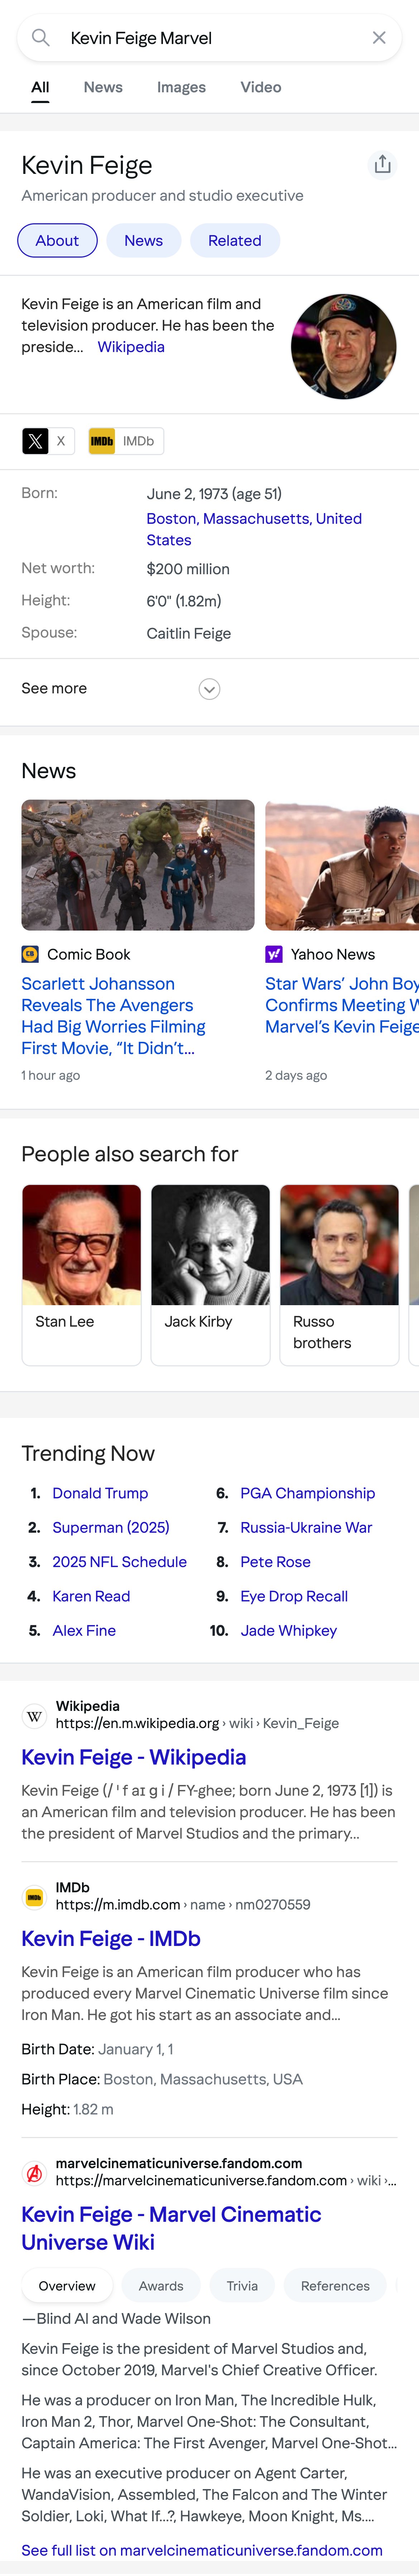 Kevin Feige Marvel
All
News
Images
Video
Kevin Feige
American producer and studio executive
About
News
Related
Kevin Feige is an American film and
television producer. He has been the
preside... Wikipedia
X
IMDb IMDb
Born:
June 2, 1973 (age 51)
Boston, Massachusetts, United
States
Net worth:
$200 million
Height:
6'0" (1.82m)
Spouse:
Caitlin Feige
See more
News
CB Comic Book
Scarlett Johansson
Reveals The Avengers
Had Big Worries Filming
First Movie, “It Didn’t...
1 hour ago
y! Yahoo News
Star Wars’ John Boy
Confirms Meeting W
Marvel’s Kevin Feige
2 days ago
People also search for
Stan Lee
Jack Kirby
Russo
brothers
Trending Now
1. Donald Trump
2. Superman (2025)
3. 2025 NFL Schedule
4. Karen Read
5. Alex Fine
6. PGA Championship
7. Russia-Ukraine War
8. Pete Rose
9. Eye Drop Recall
10. Jade Whipkey
W Wikipedia
https://en.m.wikipedia.org › wiki › Kevin_Feige
Kevin Feige - Wikipedia
Kevin Feige (/ ˈ f aɪ ɡ i / FY-ghee; born June 2, 1973 [1]) is
an American film and television producer. He has been
the president of Marvel Studios and the primary...
IMDb IMDb
https://m.imdb.com › name › nm0270559
Kevin Feige - IMDb
Kevin Feige is an American film producer who has
produced every Marvel Cinematic Universe film since
Iron Man. He got his start as an associate and...
Birth Date: January 1, 1
Birth Place: Boston, Massachusetts, USA
Height: 1.82 m
marvelcinematicuniverse.fandom.com
https://marvelcinematicuniverse.fandom.com › wiki ›...
Kevin Feige - Marvel Cinematic
Universe Wiki
Overview
Awards
Trivia
References
—Blind Al and Wade Wilson
Kevin Feige is the president of Marvel Studios and,
since October 2019, Marvel's Chief Creative Officer.
He was a producer on Iron Man, The Incredible Hulk,
Iron Man 2, Thor, Marvel One-Shot: The Consultant,
Captain America: The First Avenger, Marvel One-Shot...
He was an executive producer on Agent Carter,
WandaVision, Assembled, The Falcon and The Winter
Soldier, Loki, What If...?, Hawkeye, Moon Knight, Ms....
See full list on marvelcinematicuniverse.fandom.com